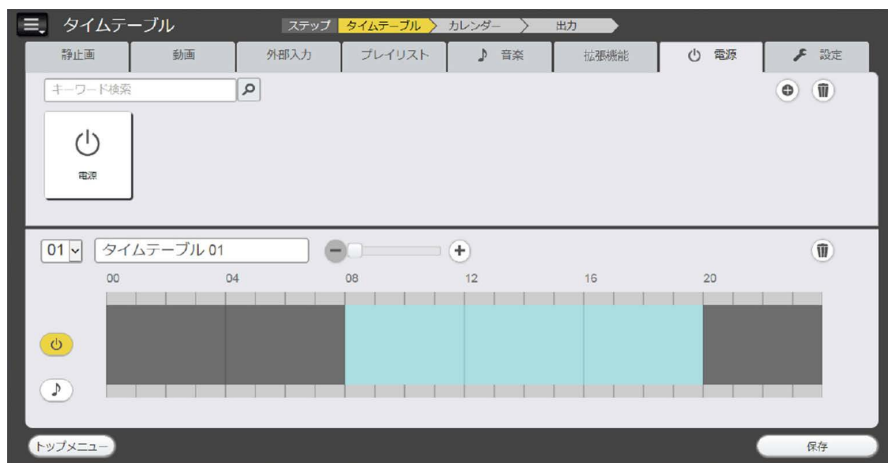 タイムテーブル
ステップ タイムテーブル カレンダー 出力
静止画 動画 外部入力 プレイリスト 音楽 拡張機能 電源 設定
キーワード検索
電源
01 タイムテーブル 01
00 04 08 12 16 20
トップメニュー 保存